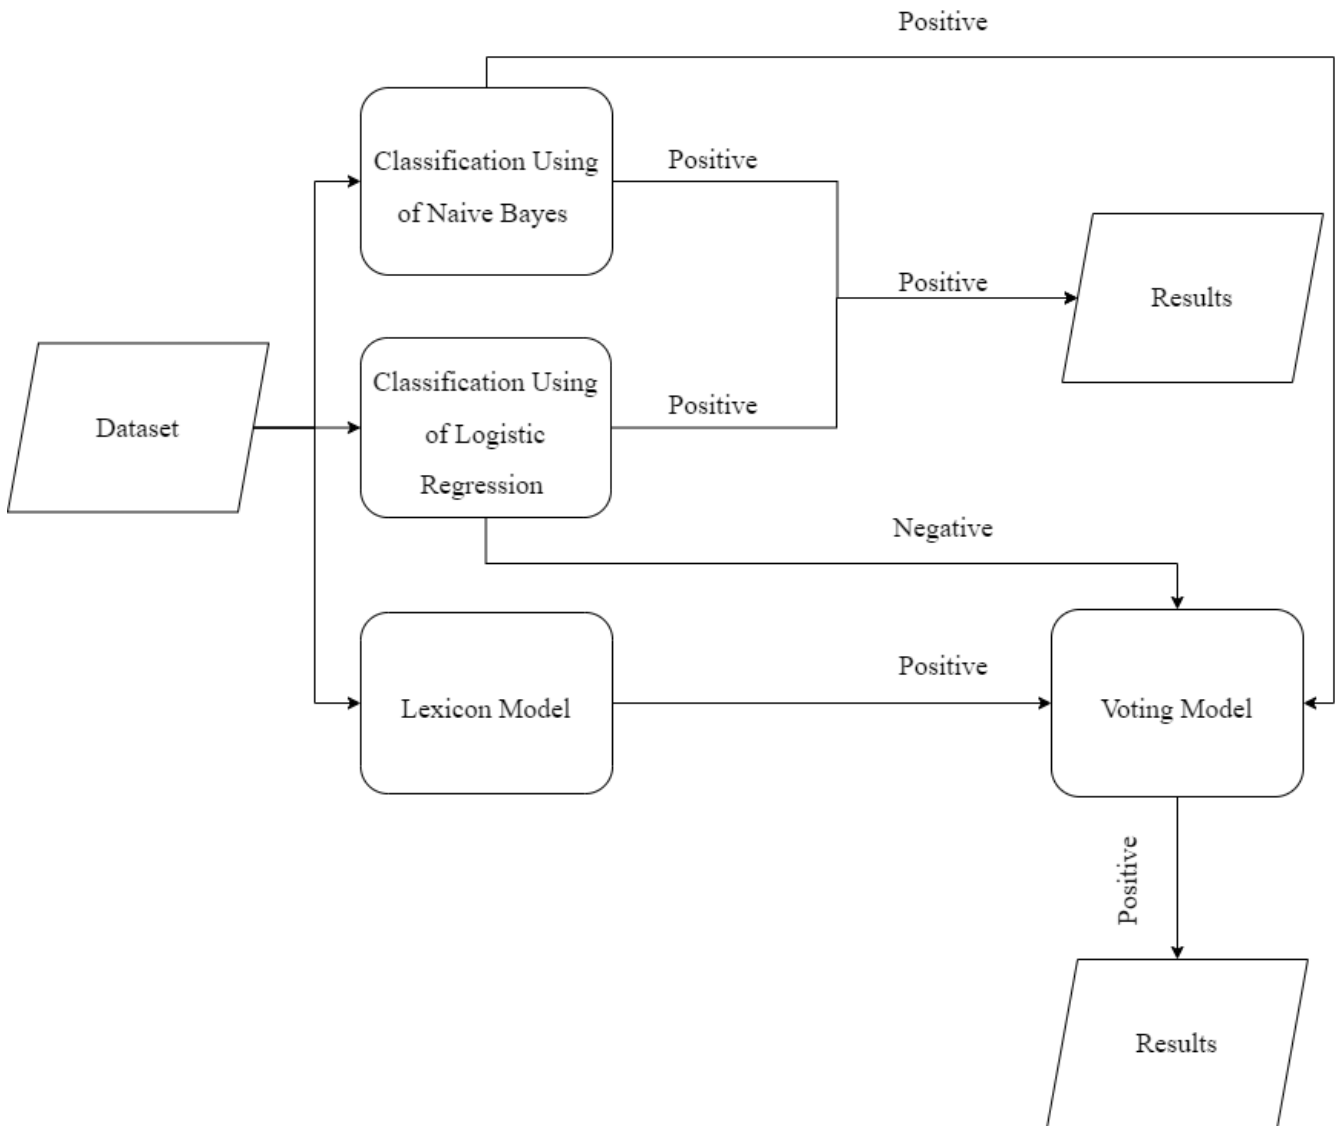 Positive
Classification Using
of Naive Bayes
Positive
Positive
Results
Dataset
Classification Using
of Logistic
Regression
Positive
Negative
Lexicon Model
Positive
Voting Model
Positive
Results